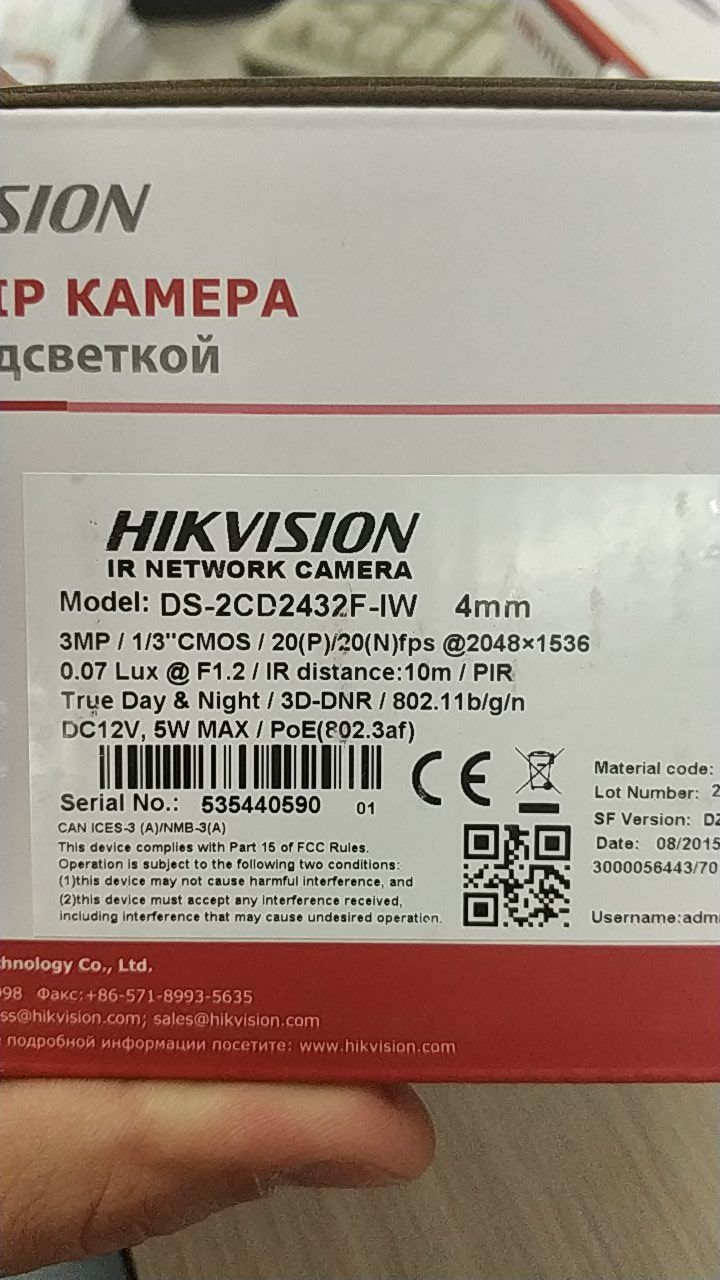 SION
IP КАМЕРА
дсветкой
HIKVISION
IR NETWORK CAMERA
Model: DS-2CD2432F-IW 4mm
3MP / 1/3"CMOS / 20(P)/20(N)fps @2048×1536
0.07 Lux @ F1.2 / IR distance:10m / PIR
True Day & Night / 3D-DNR / 802.11b/g/n
DC12V, 5W MAX / PoE(802.3af)
Serial No.: 535440590 01
CAN ICES-3 (A)/NMB-3(A)
This device complies with Part 15 of FCC Rules.
Operation is subject to the following two conditions:
(1)this device may not cause harmful interference, and
(2)this device must accept any interference received,
including interference that may cause undesired operation.
CE
Material code:
Lot Number: 2
SF Version: DZ
Date: 08/2015
3000056443/70
Username:admi
hnology Co., Ltd.
998 Факс:+86-571-8993-5635
ss@hikvision.com; sales@hikvision.com
подробной информации посетите: www.hikvision.com